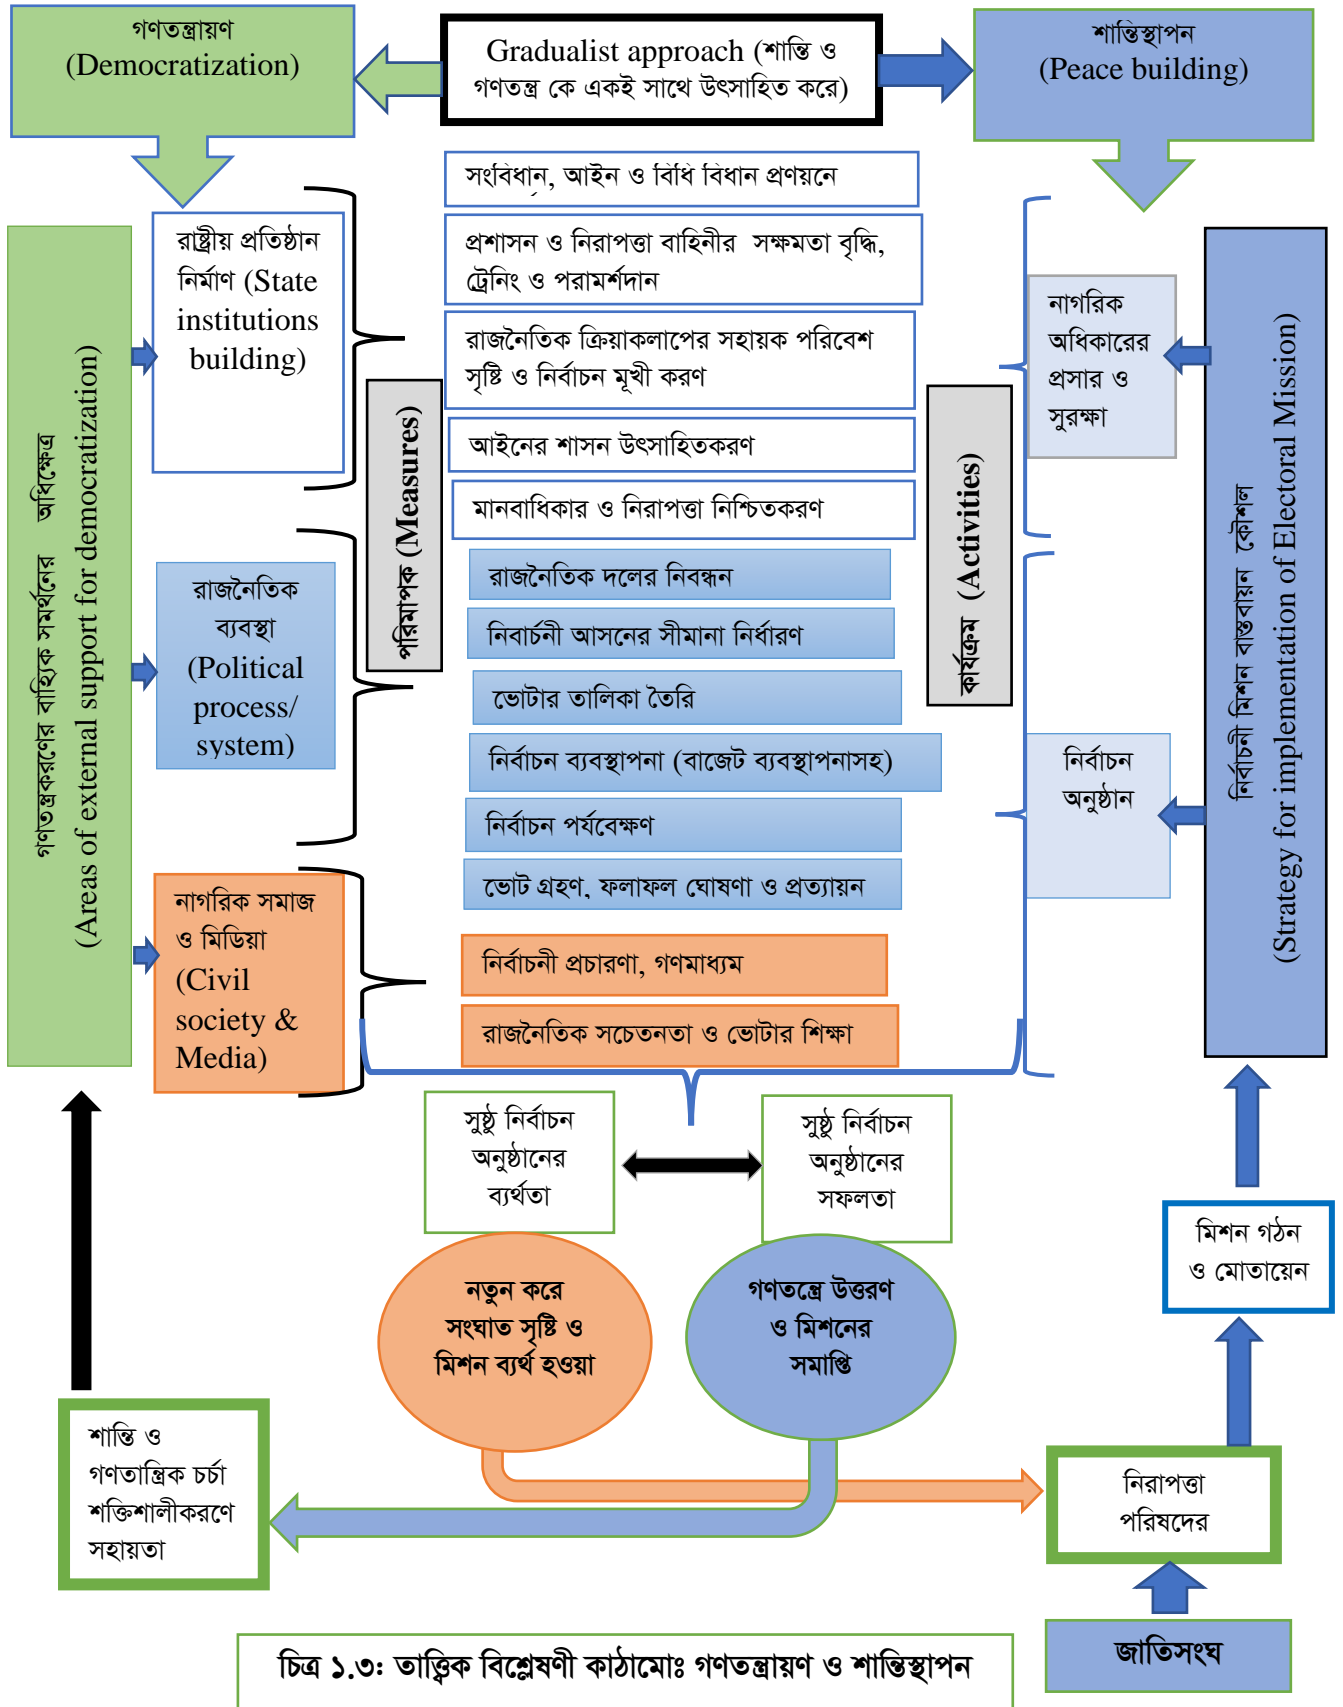 গণতন্ত্রায়ণ
(Democratization)
Gradualist approach (শান্তি ও
গণতন্ত্র কে একই সাথে উৎসাহিত করে)
শান্তিস্থাপন
(Peace building)
গণতন্ত্রকরণের বাহ্যিক সমর্থনের অধিক্ষেত্র
(Areas of external support for democratization)
রাষ্ট্রীয় প্রতিষ্ঠান
নির্মাণ (State
institutions
building)
রাজনৈতিক
ব্যবস্থা
(Political
process/
system)
নাগরিক সমাজ
ও মিডিয়া
(Civil
society &
Media)
পরিমাপক (Measures)
সংবিধান, আইন ও বিধি বিধান প্রণয়নে
প্রশাসন ও নিরাপত্তা বাহিনীর সক্ষমতা বৃদ্ধি,
ট্রেনিং ও পরামর্শদান
রাজনৈতিক ক্রিয়াকলাপের সহায়ক পরিবেশ
সৃষ্টি ও নির্বাচন মূখী করণ
আইনের শাসন উৎসাহিতকরণ
মানবাধিকার ও নিরাপত্তা নিশ্চিতকরণ
রাজনৈতিক দলের নিবন্ধন
নিবার্চনী আসনের সীমানা নির্ধারণ
ভোটার তালিকা তৈরি
নির্বাচন ব্যবস্থাপনা (বাজেট ব্যবস্থাপনাসহ)
নির্বাচন পর্যবেক্ষণ
ভোট গ্রহণ, ফলাফল ঘোষণা ও প্রত্যায়ন
নির্বাচনী প্রচারণা, গণমাধ্যম
রাজনৈতিক সচেতনতা ও ভোটার শিক্ষা
কার্যক্রম (Activities)
নাগরিক
অধিকারের
প্রসার ও
সুরক্ষা
নির্বাচন
অনুষ্ঠান
নির্বাচনী মিশন বাস্তবায়ন কৌশল
(Strategy for implementation of Electoral Mission)
সুষ্ঠু নির্বাচন
অনুষ্ঠানের
ব্যর্থতা
সুষ্ঠু নির্বাচন
অনুষ্ঠানের
সফলতা
নতুন করে
সংঘাত সৃষ্টি ও
মিশন ব্যর্থ হওয়া
গণতন্ত্রে উত্তরণ
ও মিশনের
সমাপ্তি
মিশন গঠন
ও মোতায়েন
শান্তি ও
গণতান্ত্রিক চর্চা
শক্তিশালীকরণে
সহায়তা
নিরাপত্তা
পরিষদের
জাতিসংঘ
চিত্র ১.৩: তাত্ত্বিক বিশ্লেষণী কাঠামোঃ গণতন্ত্রায়ণ ও শান্তিস্থাপন